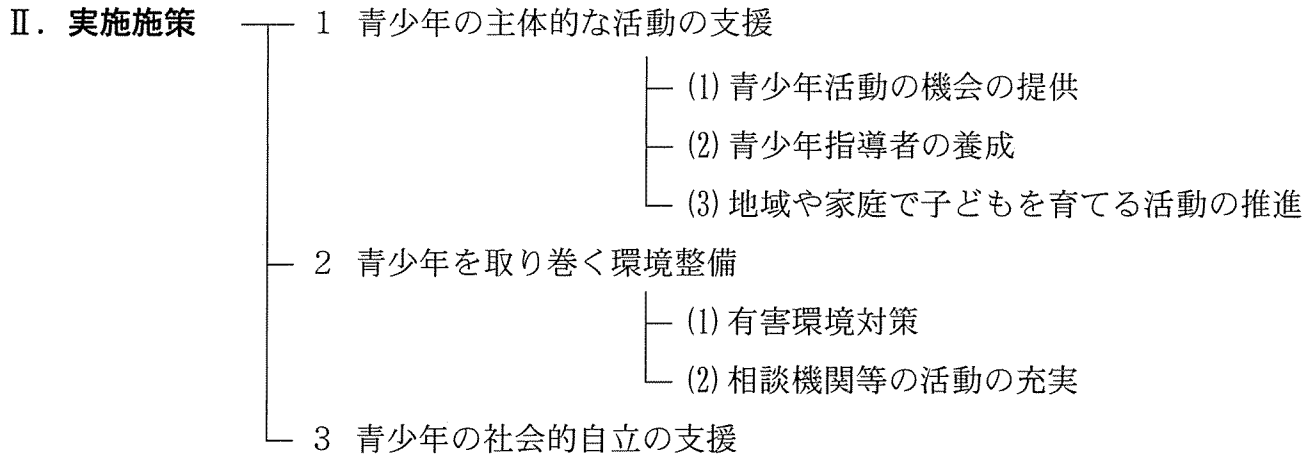 Ⅱ．実施施策 1 青少年の主体的な活動の支援
(1) 青少年活動の機会の提供
(2) 青少年指導者の養成
(3) 地域や家庭で子どもを育てる活動の推進
2 青少年を取り巻く環境整備
(1) 有害環境対策
(2) 相談機関等の活動の充実
3 青少年の社会的自立の支援